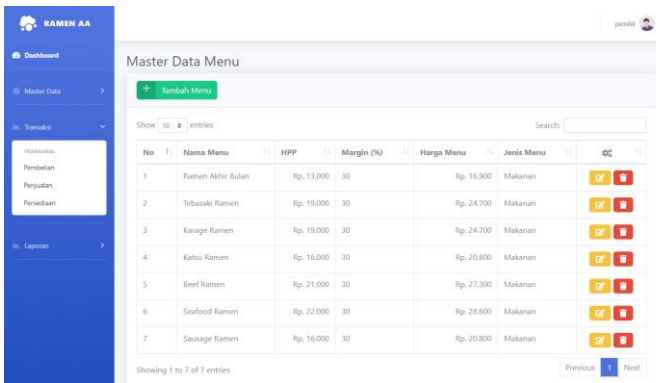 RAMEN AA
pemilik
Dashboard
Master Data
Transaksi
TRANSAKSI:
Pembelian
Penjualan
Persediaan
Laporan
Master Data Menu
+ Tambah Menu
Show 10 entries
Search:
No Nama Menu HPP Margin (%) Harga Menu Jenis Menu
1 Ramen Akhir Bulan Rp. 13.000 30 Rp. 16.900 Makanan
2 Tebasaki Ramen Rp. 19.000 30 Rp. 24.700 Makanan
3 Karage Ramen Rp. 19.000 30 Rp. 24.700 Makanan
4 Katsu Ramen Rp. 16.000 30 Rp. 20.800 Makanan
5 Beef Ramen Rp. 21.000 30 Rp. 27.300 Makanan
6 Seafood Ramen Rp. 22.000 30 Rp. 28.600 Makanan
7 Sausage Ramen Rp. 16.000 30 Rp. 20.800 Makanan
Showing 1 to 7 of 7 entries
Previous 1 Next